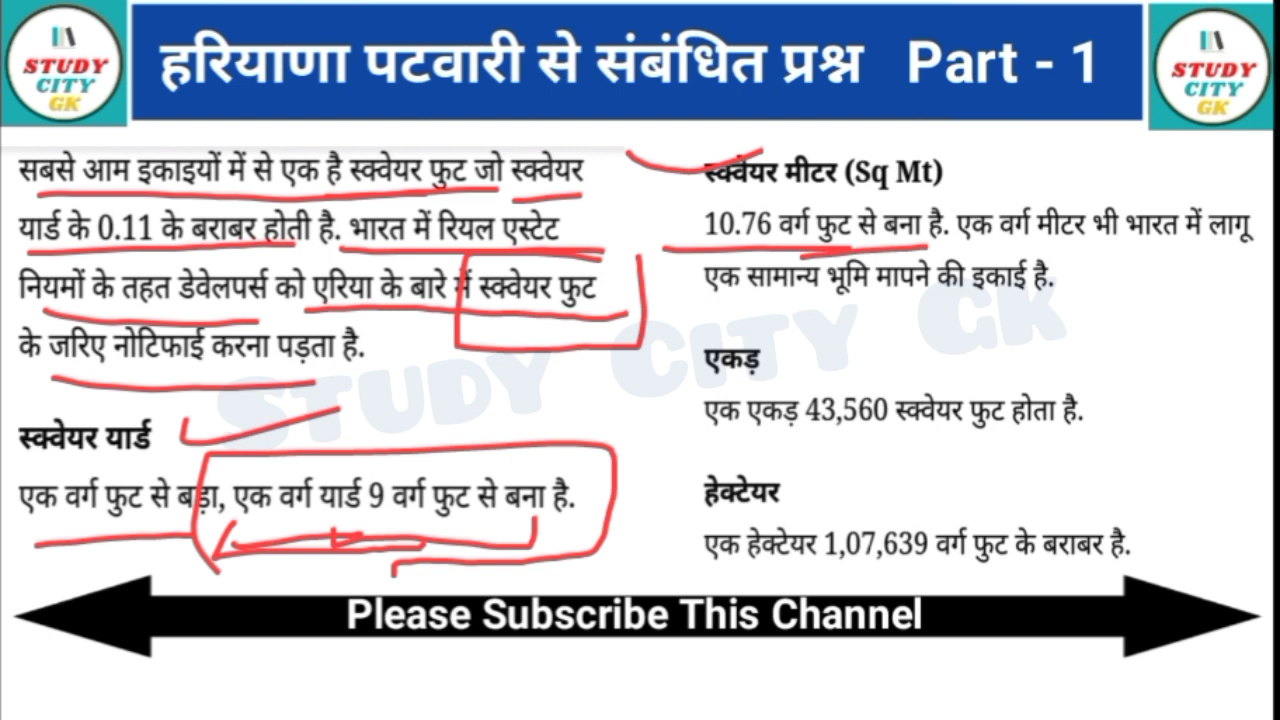 STUDY
CITY
GK
हरियाणा पटवारी से संबंधित प्रश्न Part - 1
STUDY
CITY
GK
सबसे आम इकाइयों में से एक है स्क्वेयर फुट जो स्क्वेयर
यार्ड के 0.11 के बराबर होती है. भारत में रियल एस्टेट
नियमों के तहत डेवेलपर्स को एरिया के बारे में स्क्वेयर फुट
के जरिए नोटिफाई करना पड़ता है.
स्क्वेयर यार्ड
एक वर्ग फुट से बड़ा, एक वर्ग यार्ड 9 वर्ग फुट से बना है.
स्क्वेयर मीटर (Sq Mt)
10.76 वर्ग फुट से बना है. एक वर्ग मीटर भी भारत में लागू
एक सामान्य भूमि मापने की इकाई है.
एकड़
एक एकड़ 43,560 स्क्वेयर फुट होता है.
हेक्टेयर
एक हेक्टेयर 1,07,639 वर्ग फुट के बराबर है.
STUDY CITY GK
Please Subscribe This Channel